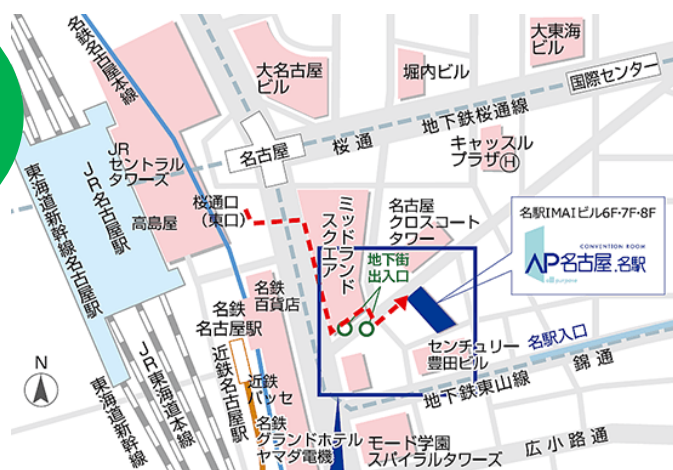 名鉄名古屋本線
大名古屋
ビル
堀内ビル
大東海
ビル
国際センター
地下鉄桜通線
桜通
名古屋
キャッスル
プラザⒽ
JR
セントラル
タワーズ
高島屋
桜通口
(東口)
JR名古屋駅
東海道新幹線名古屋駅
ミッドランド
スクエア
名古屋
クロスコート
タワー
名駅IMAIビル6F・7F・8F
CONVENTION ROOM
AP名古屋.名駅
地下街
出入口
名鉄
百貨店
名鉄
名古屋駅
近鉄名古屋駅
近鉄
パッセ
名鉄
グランドホテル
ヤマダ電機
センチュリー
豊田ビル
名駅入口
錦通
地下鉄東山線
モード学園
スパイラルタワーズ
広小路通
N
JR東海道本線
東海道新幹線